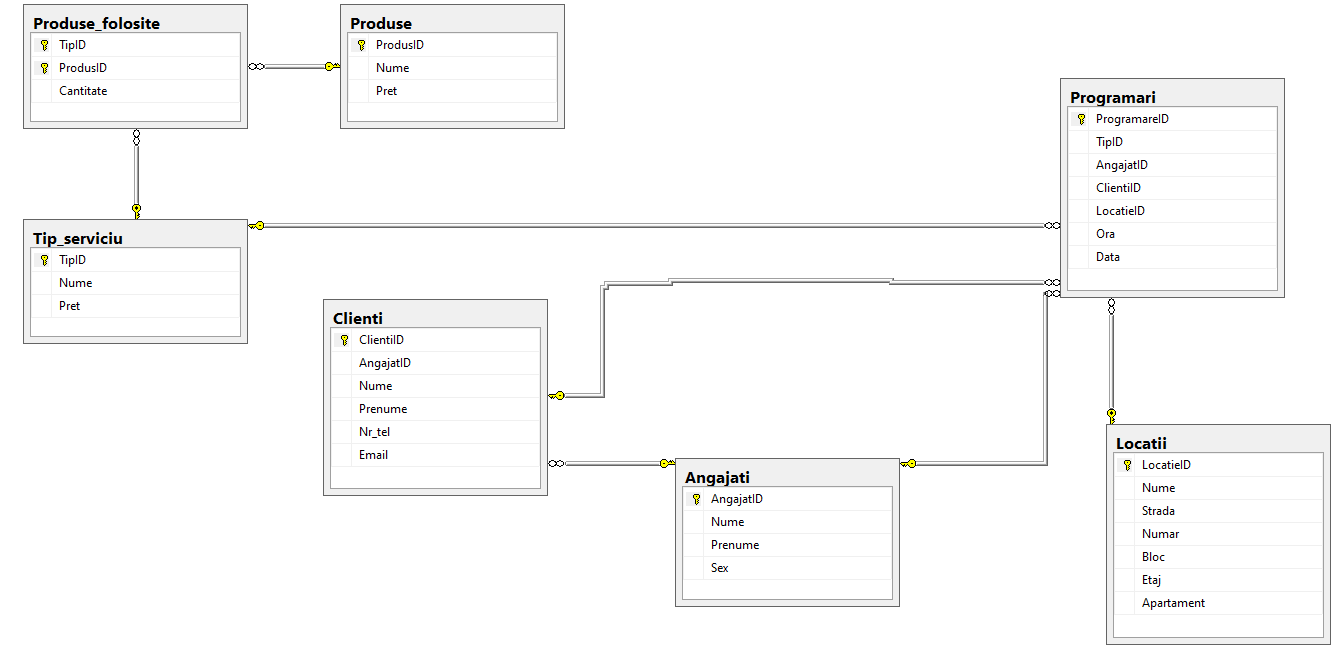 Produse_folosite
TipID
ProdusID
Cantitate
Produse
ProdusID
Nume
Pret
Programari
ProgramareID
TipID
AngajatID
ClientiID
LocatieID
Ora
Data
Tip_serviciu
TipID
Nume
Pret
Clienti
ClientiID
AngajatID
Nume
Prenume
Nr_tel
Email
Angajati
AngajatID
Nume
Prenume
Sex
Locatii
LocatieID
Nume
Strada
Numar
Bloc
Etaj
Apartament